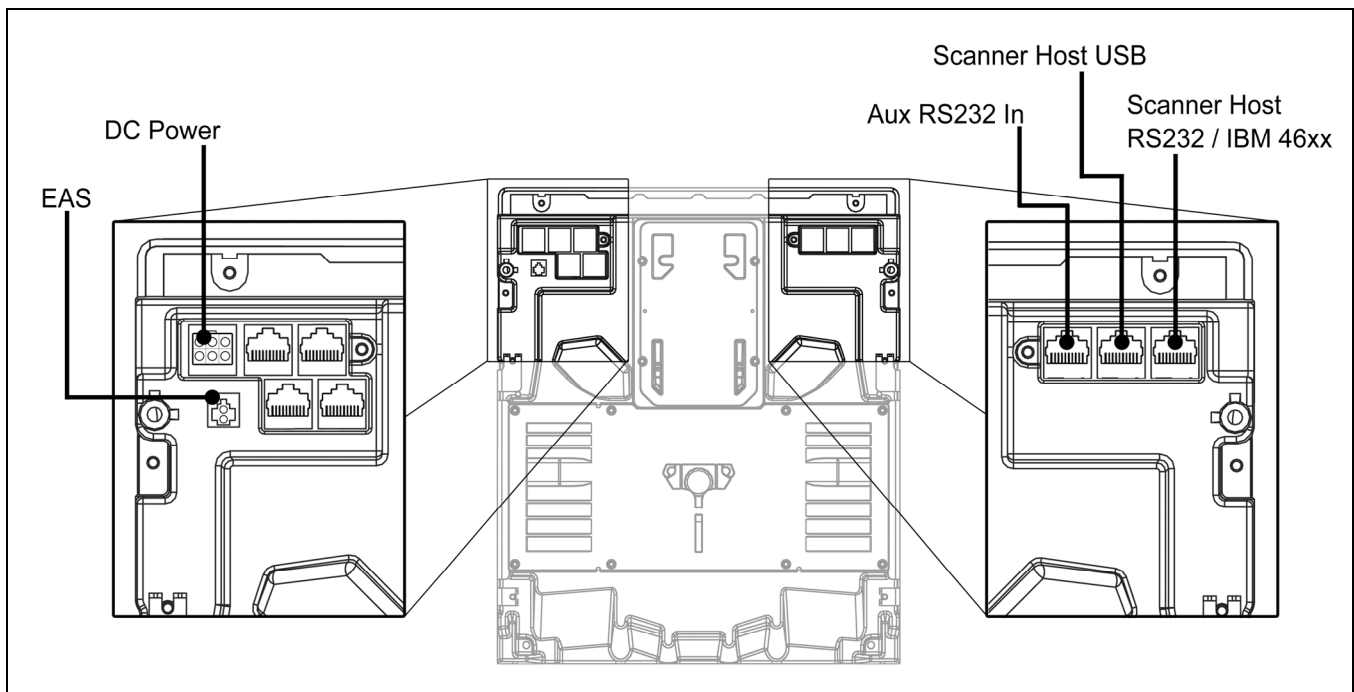 Scanner Host USB
Aux RS232 In
Scanner Host
RS232 / IBM 46xx
DC Power
EAS